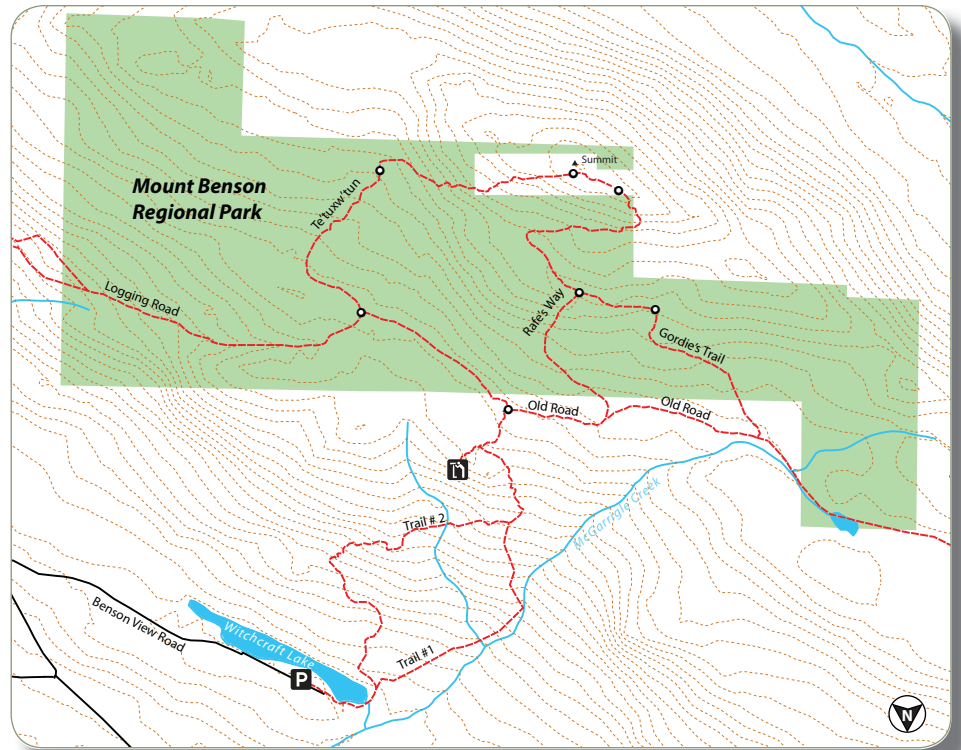 Summit
Mount Benson
Regional Park
Te'tuxw'tun
Logging Road
Rafe's Way
Gordie's Trail
Old Road
Old Road
Trail # 2
McGarrigle Creek
Benson View Road
Witchcraft Lake
Trail #1
P
N